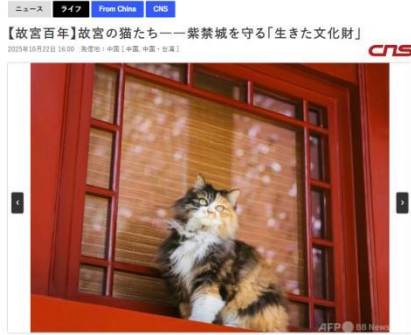 ニュース ライフ From China CNS
【故宮百年】故宮の猫たち――紫禁城を守る「生きた文化財」
2025年10月22日 16:00 発信地：中国 [ 中国, 中国・台湾 ]
CNS
AFP BB News